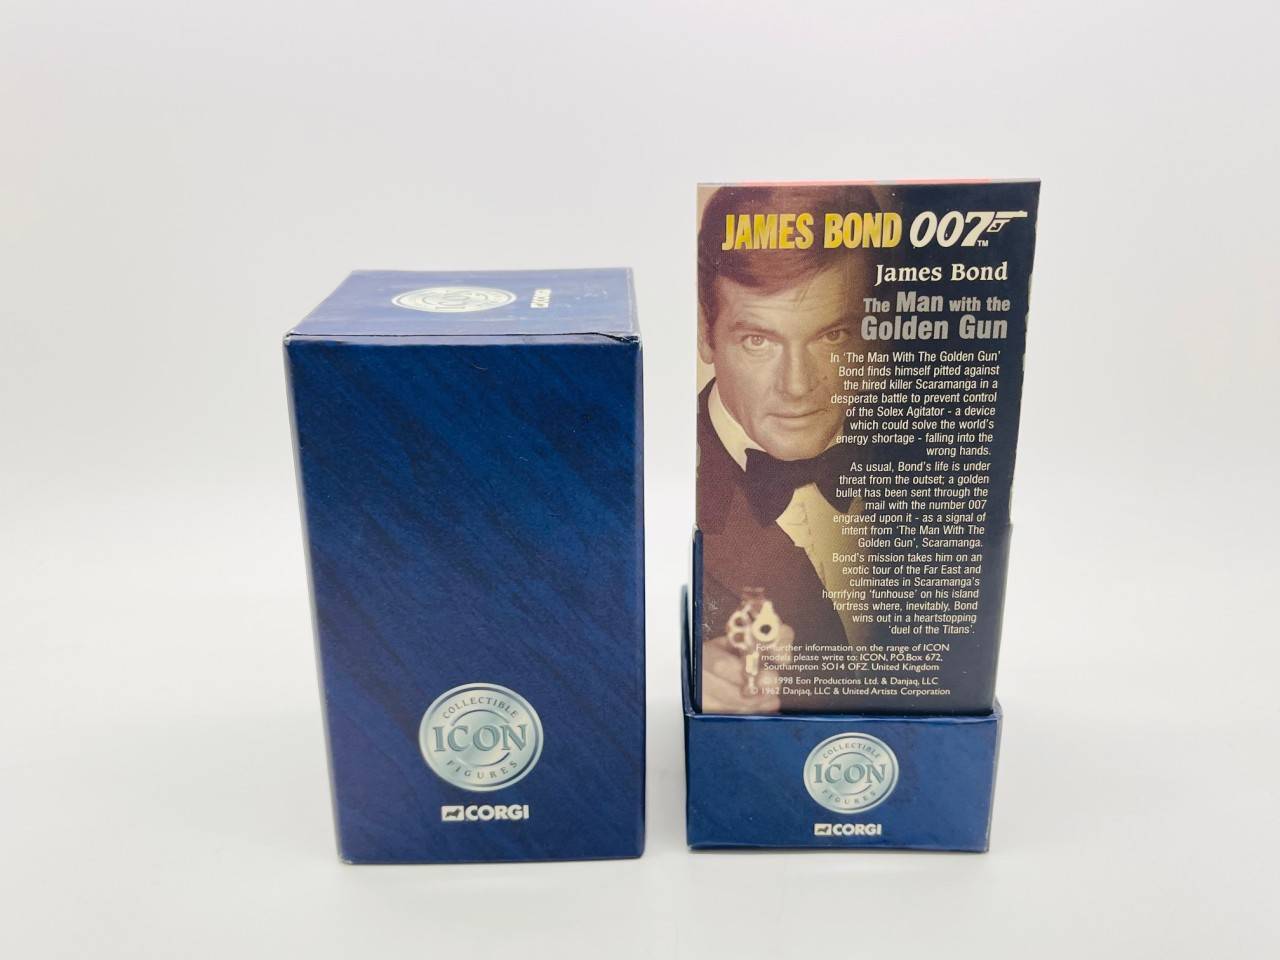 ICON
CORGI
COLLECTIBLE
ICON
FIGURES
CORGI
JAMES BOND 007™
James Bond
The Man with the
Golden Gun
In 'The Man With The Golden Gun'
Bond finds himself pitted against
the hired killer Scaramanga in a
desperate battle to prevent control
of the Solex Agitator - a device
which could solve the world's
energy shortage - falling into the
wrong hands.
As usual, Bond's life is under
threat from the outset; a golden
bullet has been sent through the
mail with the number 007
engraved upon it - as a signal of
intent from 'The Man With The
Golden Gun', Scaramanga.
Bond's mission takes him on an
exotic tour of the Far East and
culminates in Scaramanga's
horrifying 'funhouse' on his island
fortress where, inevitably, Bond
wins out in a heartstopping
'duel of the Titans'.
For further information on the range of ICON
models please write to: ICON, P.O.Box 672,
Southampton SO14 OFZ. United Kingdom
© 1998 Eon Productions Ltd. & Danjaq, LLC
© 1962 Danjaq, LLC & United Artists Corporation
COLLECTIBLE
ICON
FIGURES
CORGI